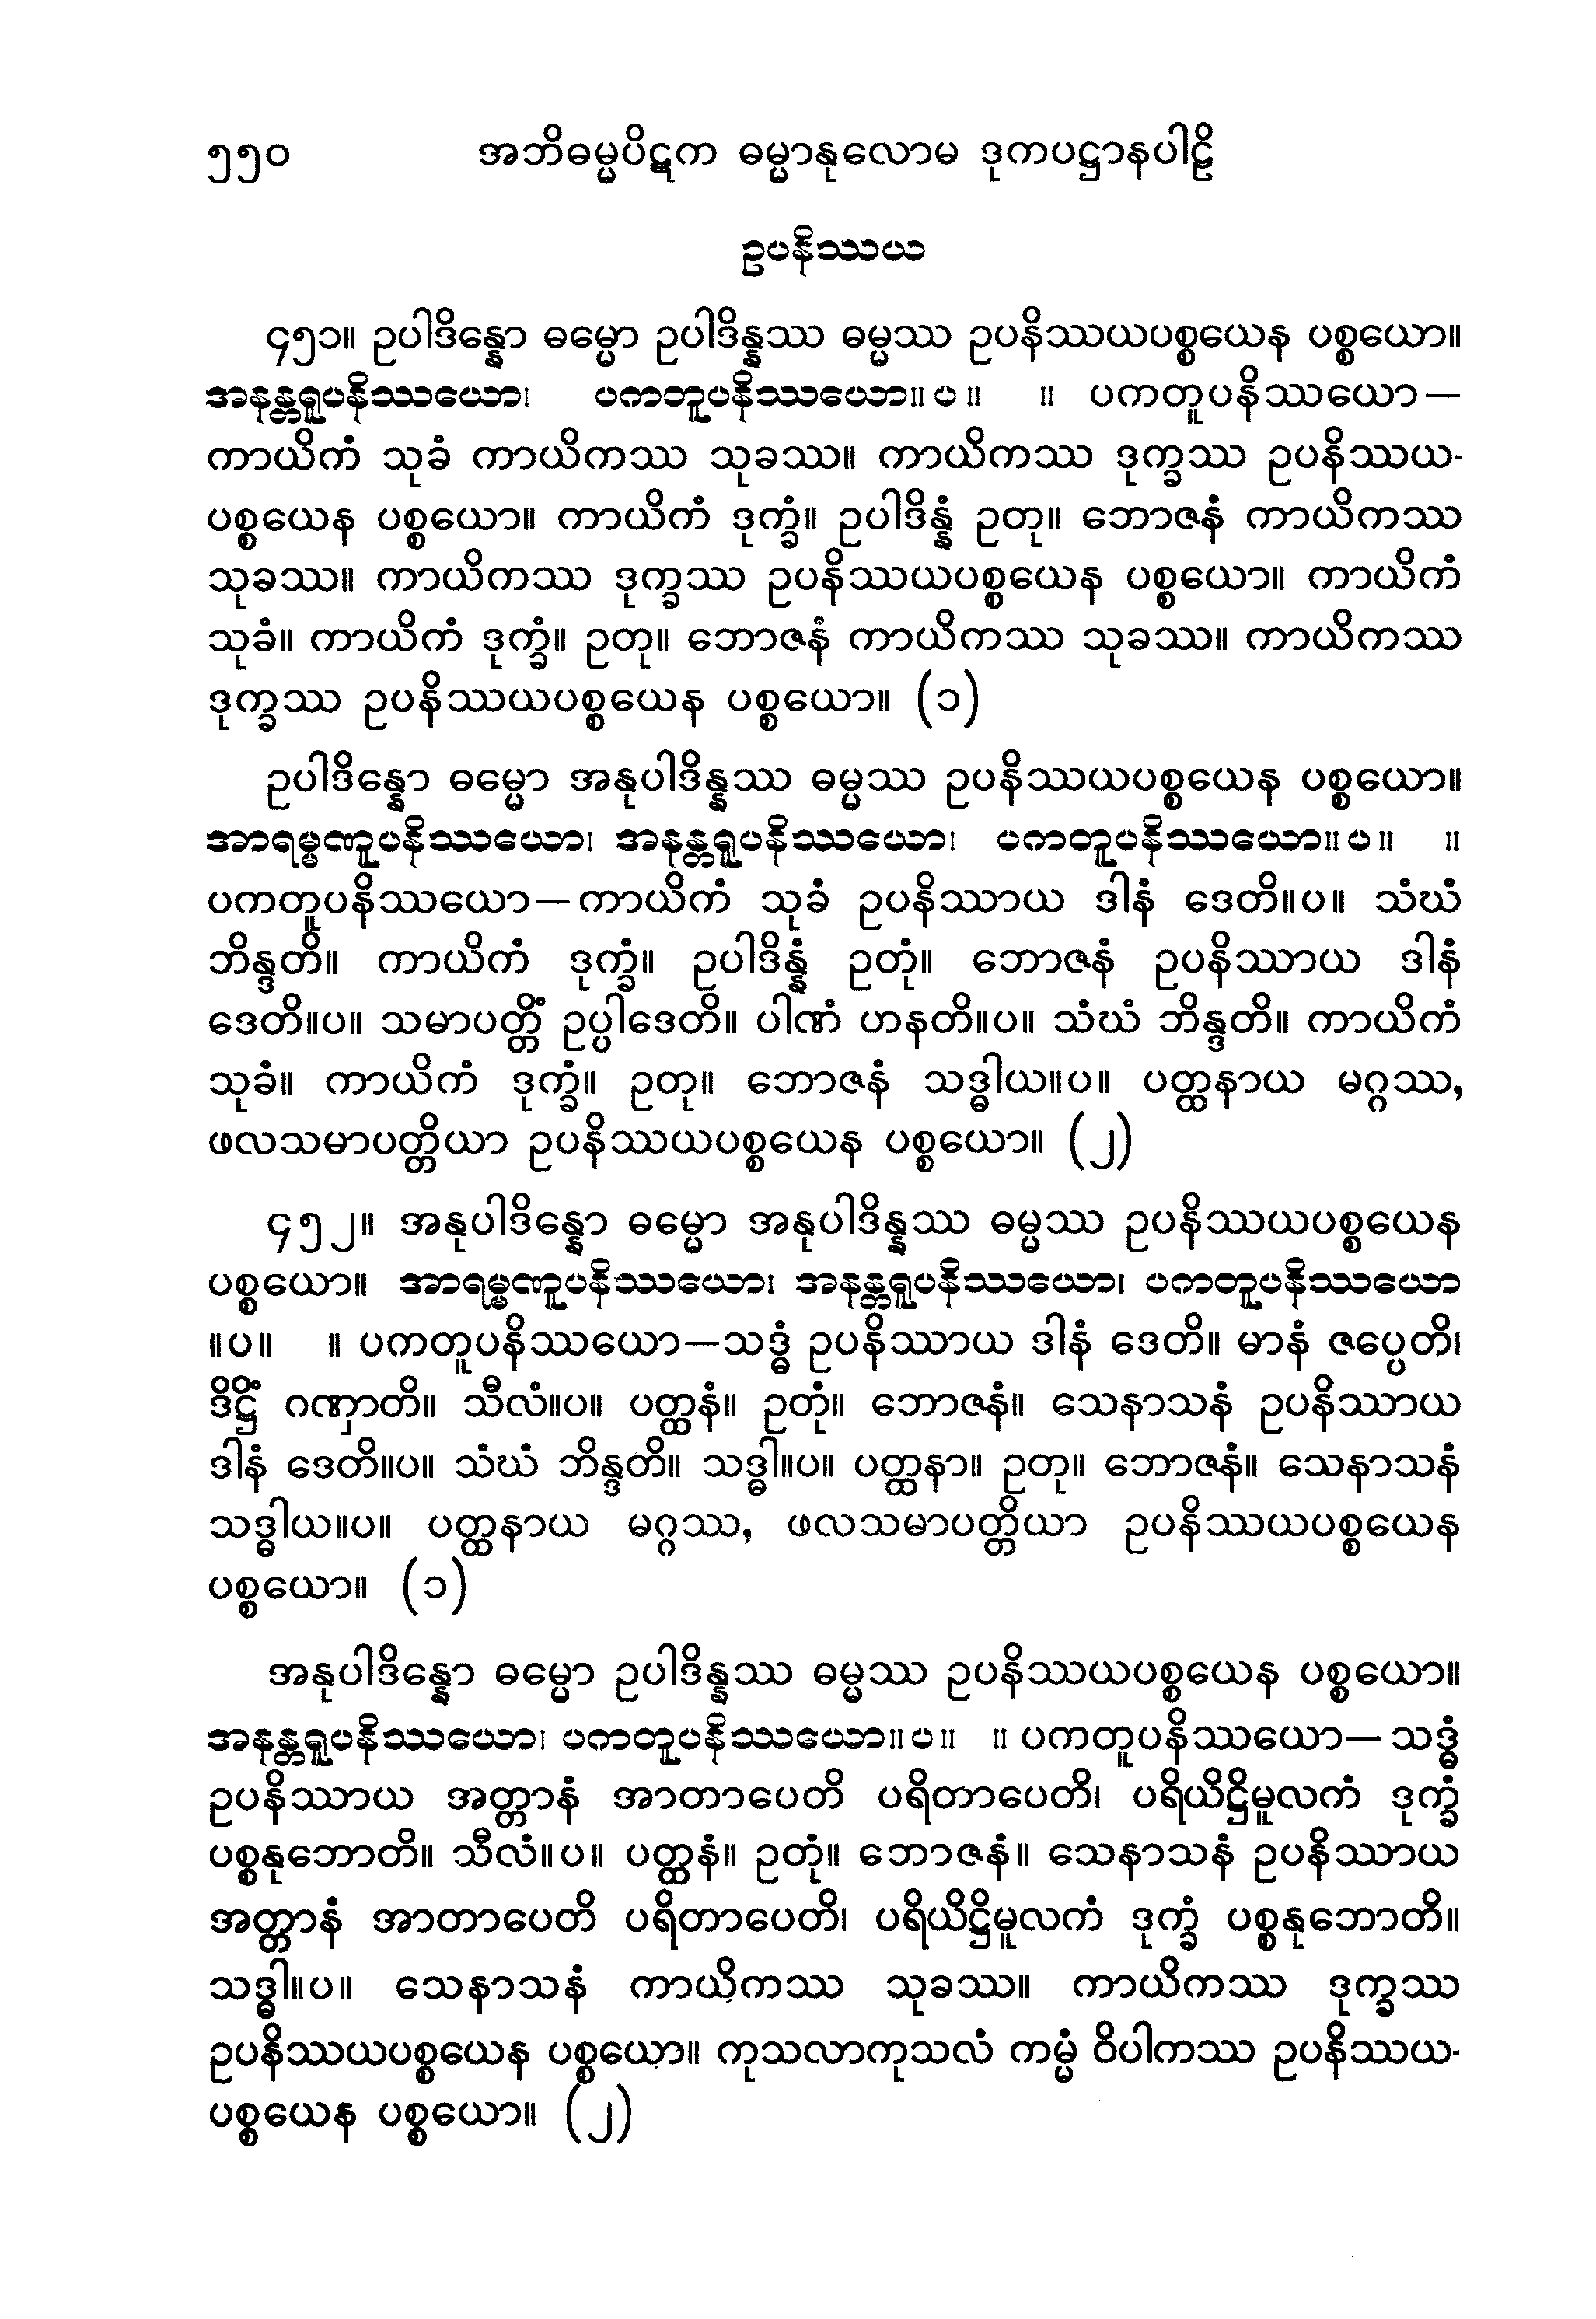 ၅၅၀ အဘိဓမ္မပိဋက ဓမ္မာနုလောမ ဒုကပဋ္ဌာနပါဠိ
ဥပနိဿယ
၄၅၁။ ဥပါဒိန္နော ဓမ္မော ဥပါဒိန္နဿ ဓမ္မဿ ဥပနိဿယပစ္စယေန ပစ္စယော။
အနန္တရူပနိဿယော၊ ပကတူပနိဿယော။ပ။ ။ ပကတူပနိဿယော—
ကာယိကံ သုခံ ကာယိကဿ သုခဿ။ ကာယိကဿ ဒုက္ခဿ ဥပနိဿယ-
ပစ္စယေန ပစ္စယော။ ကာယိကံ ဒုက္ခံ။ ဥပါဒိန္နံ ဥတု။ ဘောဇနံ ကာယိကဿ
သုခဿ။ ကာယိကဿ ဒုက္ခဿ ဥပနိဿယပစ္စယေန ပစ္စယော။ ကာယိကံ
သုခံ။ ကာယိကံ ဒုက္ခံ။ ဥတု။ ဘောဇနံ ကာယိကဿ သုခဿ။ ကာယိကဿ
ဒုက္ခဿ ဥပနိဿယပစ္စယေန ပစ္စယော။ (၁)
ဥပါဒိန္နော ဓမ္မော အနုပါဒိန္နဿ ဓမ္မဿ ဥပနိဿယပစ္စယေန ပစ္စယော။
အာရမ္မဏူပနိဿယော၊ အနန္တရူပနိဿယော၊ ပကတူပနိဿယော။ပ။ ။
ပကတူပနိဿယော—ကာယိကံ သုခံ ဥပနိဿာယ ဒါနံ ဒေတိ။ပ။ သံဃံ
ဘိန္ဒတိ။ ကာယိကံ ဒုက္ခံ။ ဥပါဒိန္နံ ဥတုံ။ ဘောဇနံ ဥပနိဿာယ ဒါနံ
ဒေတိ။ပ။ သမာပတ္တိံ ဥပ္ပါဒေတိ။ ပါဏံ ဟနတိ။ပ။ သံဃံ ဘိန္ဒတိ။ ကာယိကံ
သုခံ။ ကာယိကံ ဒုက္ခံ။ ဥတု။ ဘောဇနံ သဒ္ဓါယ။ပ။ ပတ္ထနာယ မဂ္ဂဿ,
ဖလသမာပတ္တိယာ ဥပနိဿယပစ္စယေန ပစ္စယော။ (၂)
၄၅၂။ အနုပါဒိန္နော ဓမ္မော အနုပါဒိန္နဿ ဓမ္မဿ ဥပနိဿယပစ္စယေန
ပစ္စယော။ အာရမ္မဏူပနိဿယော၊ အနန္တရူပနိဿယော၊ ပကတူပနိဿယော
။ပ။ ။ ပကတူပနိဿယော—သဒ္ဓံ ဥပနိဿာယ ဒါနံ ဒေတိ။ မာနံ ဇပ္ပေတိ၊
ဒိဋ္ဌိံ ဂဏှာတိ။ သီလံ။ပ။ ပတ္ထနံ။ ဥတုံ။ ဘောဇနံ။ သေနာသနံ ဥပနိဿာယ
ဒါနံ ဒေတိ။ပ။ သံဃံ ဘိန္ဒတိ။ သဒ္ဓါ။ပ။ ပတ္ထနာ။ ဥတု။ ဘောဇနံ။ သေနာသနံ
သဒ္ဓါယ။ပ။ ပတ္ထနာယ မဂ္ဂဿ, ဖလသမာပတ္တိယာ ဥပနိဿယပစ္စယေန
ပစ္စယော။ (၁)
အနုပါဒိန္နော ဓမ္မော ဥပါဒိန္နဿ ဓမ္မဿ ဥပနိဿယပစ္စယေန ပစ္စယော။
အနန္တရူပနိဿယော၊ ပကတူပနိဿယော။ပ။ ။ ပကတူပနိဿယော—သဒ္ဓံ
ဥပနိဿာယ အတ္တာနံ အာတာပေတိ ပရိတာပေတိ၊ ပရိယိဋ္ဌိမူလကံ ဒုက္ခံ
ပစ္စနုဘောတိ။ သီလံ။ပ။ ပတ္ထနံ။ ဥတုံ။ ဘောဇနံ။ သေနာသနံ ဥပနိဿာယ
အတ္တာနံ အာတာပေတိ ပရိတာပေတိ၊ ပရိယိဋ္ဌိမူလကံ ဒုက္ခံ ပစ္စနုဘောတိ။
သဒ္ဓါ။ပ။ သေနာသနံ ကာယိကဿ သုခဿ။ ကာယိကဿ ဒုက္ခဿ
ဥပနိဿယပစ္စယေန ပစ္စယော။ ကုသလာကုသလံ ကမ္မံ ဝိပါကဿ ဥပနိဿယ-
ပစ္စယေန ပစ္စယော။ (၂)